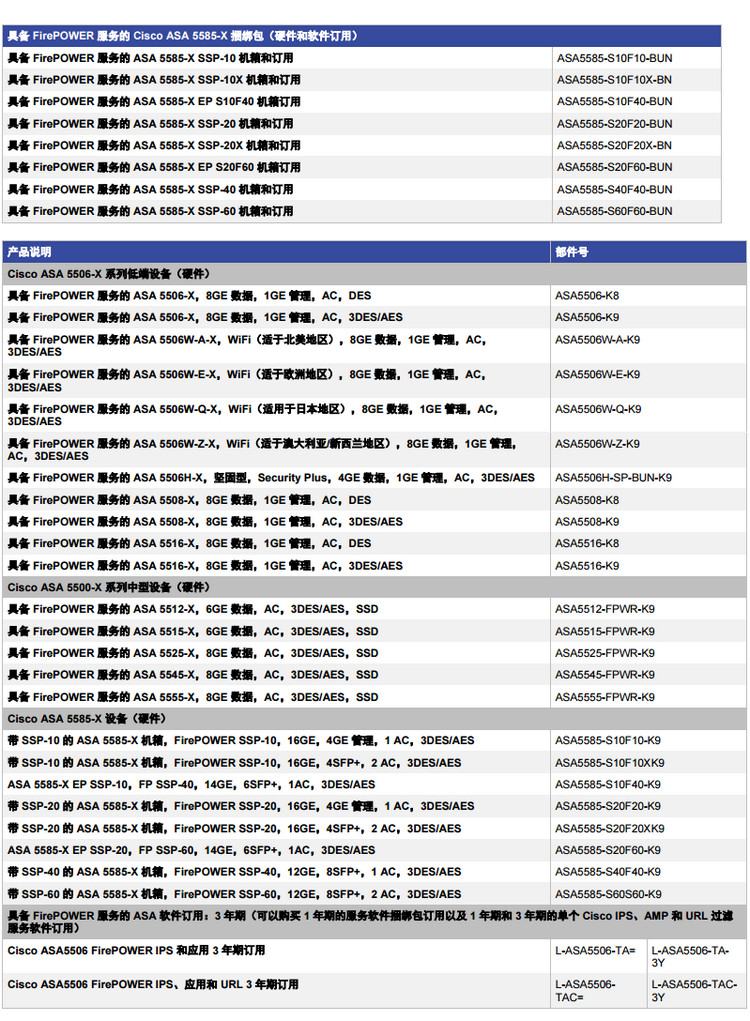 具备 FirePOWER 服务的 Cisco ASA 5585-X 捆绑包（硬件和软件订用）
具备 FirePOWER 服务的 ASA 5585-X SSP-10 机箱和订用 ASA5585-S10F10-BUN
具备 FirePOWER 服务的 ASA 5585-X SSP-10X 机箱和订用 ASA5585-S10F10X-BN
具备 FirePOWER 服务的 ASA 5585-X EP S10F40 机箱订用 ASA5585-S10F40-BUN
具备 FirePOWER 服务的 ASA 5585-X SSP-20 机箱和订用 ASA5585-S20F20-BUN
具备 FirePOWER 服务的 ASA 5585-X SSP-20X 机箱和订用 ASA5585-S20F20X-BN
具备 FirePOWER 服务的 ASA 5585-X EP S20F60 机箱订用 ASA5585-S20F60-BUN
具备 FirePOWER 服务的 ASA 5585-X SSP-40 机箱和订用 ASA5585-S40F40-BUN
具备 FirePOWER 服务的 ASA 5585-X SSP-60 机箱和订用 ASA5585-S60F60-BUN
产品说明 部件号
Cisco ASA 5506-X 系列低端设备（硬件）
具备 FirePOWER 服务的 ASA 5506-X，8GE 数据，1GE 管理，AC，DES ASA5506-K8
具备 FirePOWER 服务的 ASA 5506-X，8GE 数据，1GE 管理，AC，3DES/AES ASA5506-K9
具备 FirePOWER 服务的 ASA 5506W-A-X，WiFi（适于北美地区），8GE 数据，1GE 管理，AC， ASA5506W-A-K9
3DES/AES
具备 FirePOWER 服务的 ASA 5506W-E-X，WiFi（适于欧洲地区），8GE 数据，1GE 管理，AC， ASA5506W-E-K9
3DES/AES
具备 FirePOWER 服务的 ASA 5506W-Q-X，WiFi（适用于日本地区），8GE 数据，1GE 管理，AC， ASA5506W-Q-K9
3DES/AES
具备 FirePOWER 服务的 ASA 5506W-Z-X，WiFi（适于澳大利亚/新西兰地区），8GE 数据，1GE 管理， ASA5506W-Z-K9
AC，3DES/AES
具备 FirePOWER 服务的 ASA 5506H-X，坚固型，Security Plus，4GE 数据，1GE 管理，AC，3DES/AES ASA5506H-SP-BUN-K9
具备 FirePOWER 服务的 ASA 5508-X，8GE 数据，1GE 管理，AC，DES ASA5508-K8
具备 FirePOWER 服务的 ASA 5508-X，8GE 数据，1GE 管理，AC，3DES/AES ASA5508-K9
具备 FirePOWER 服务的 ASA 5516-X，8GE 数据，1GE 管理，AC，DES ASA5516-K8
具备 FirePOWER 服务的 ASA 5516-X，8GE 数据，1GE 管理，AC，3DES/AES ASA5516-K9
Cisco ASA 5500-X 系列中型设备（硬件）
具备 FirePOWER 服务的 ASA 5512-X，6GE 数据，AC，3DES/AES，SSD ASA5512-FPWR-K9
具备 FirePOWER 服务的 ASA 5515-X，6GE 数据，AC，3DES/AES，SSD ASA5515-FPWR-K9
具备 FirePOWER 服务的 ASA 5525-X，8GE 数据，AC，3DES/AES，SSD ASA5525-FPWR-K9
具备 FirePOWER 服务的 ASA 5545-X，8GE 数据，AC，3DES/AES，SSD ASA5545-FPWR-K9
具备 FirePOWER 服务的 ASA 5555-X，8GE 数据，AC，3DES/AES，SSD ASA5555-FPWR-K9
Cisco ASA 5585-X 设备（硬件）
带 SSP-10 的 ASA 5585-X 机箱，FirePOWER SSP-10，16GE，4GE 管理，1 AC，3DES/AES ASA5585-S10F10-K9
带 SSP-10 的 ASA 5585-X 机箱，FirePOWER SSP-10，16GE，4SFP+，2 AC，3DES/AES ASA5585-S10F10XK9
ASA 5585-X EP SSP-10，FP SSP-40，14GE，6SFP+，1AC，3DES/AES ASA5585-S10F40-K9
带 SSP-20 的 ASA 5585-X 机箱，FirePOWER SSP-20，16GE，4GE 管理，1 AC，3DES/AES ASA5585-S20F20-K9
带 SSP-20 的 ASA 5585-X 机箱，FirePOWER SSP-20，16GE，4SFP+，2 AC，3DES/AES ASA5585-S20F20XK9
ASA 5585-X EP SSP-20，FP SSP-60，14GE，6SFP+，1AC，3DES/AES ASA5585-S20F60-K9
带 SSP-40 的 ASA 5585-X 机箱，FirePOWER SSP-40，12GE，8SFP+，1 AC，3DES/AES ASA5585-S40F40-K9
带 SSP-60 的 ASA 5585-X 机箱，FirePOWER SSP-60，12GE，8SFP+，2 AC，3DES/AES ASA5585-S60S60-K9
具备 FirePOWER 服务的 ASA 软件订用：3 年期（可以购买 1 年期的服务软件捆绑包订用以及 1 年期和 3 年期的单个 Cisco IPS、AMP 和 URL 过滤
服务软件订用）
Cisco ASA5506 FirePOWER IPS 和应用 3 年期订用 L-ASA5506-TA= L-ASA5506-TA-
3Y
Cisco ASA5506 FirePOWER IPS、应用和 URL 3 年期订用 L-ASA5506- L-ASA5506-TAC-
TAC= 3Y